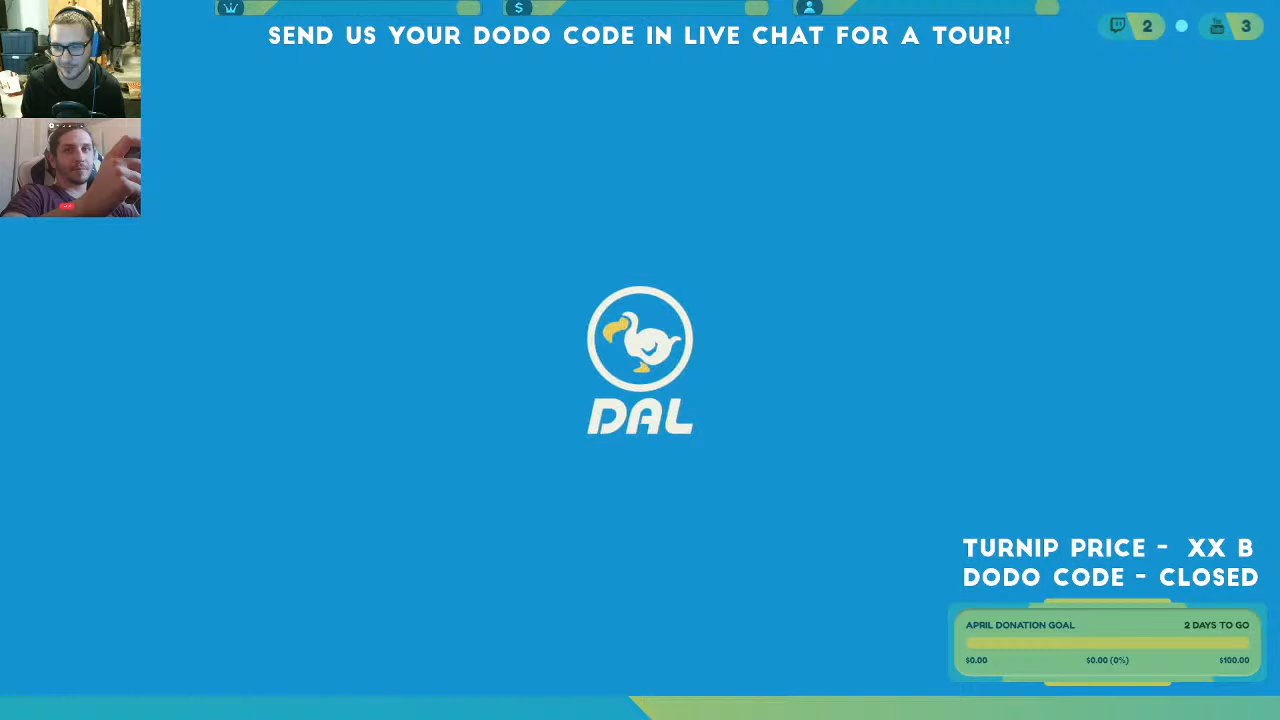 SEND US YOUR DODO CODE IN LIVE CHAT FOR A TOUR!
2
3
DAL
TURNIP PRICE - XX B
DODO CODE - CLOSED
APRIL DONATION GOAL 2 DAYS TO GO
$0.00 $0.00 (0%) $100.00